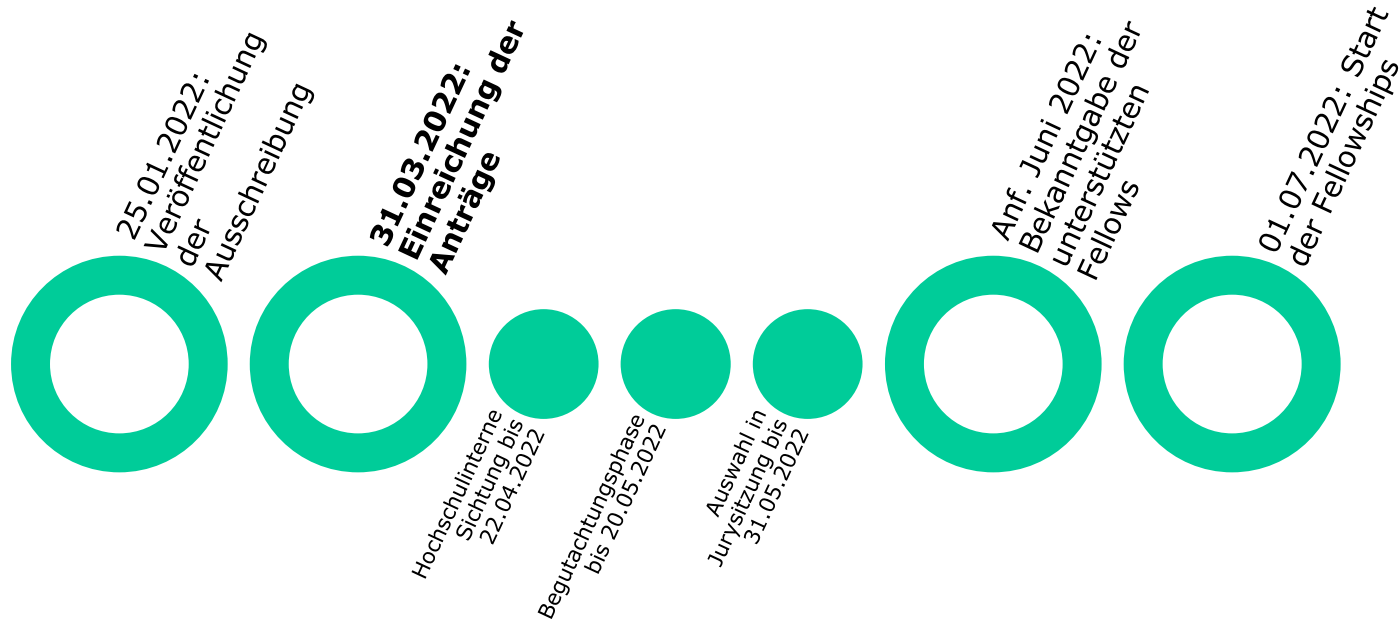 25.01.2022:
Veröffentlichung
der
Ausschreibung
31.03.2022:
Einreichung der
Anträge
Hochschulinterne
Sichtung bis
22.04.2022
Begutachtungsphase
bis 20.05.2022
Auswahl in
Jurysitzung bis
31.05.2022
Anf. Juni 2022:
Bekanntgabe der
unterstützten
Fellows
01.07.2022: Start
der Fellowships